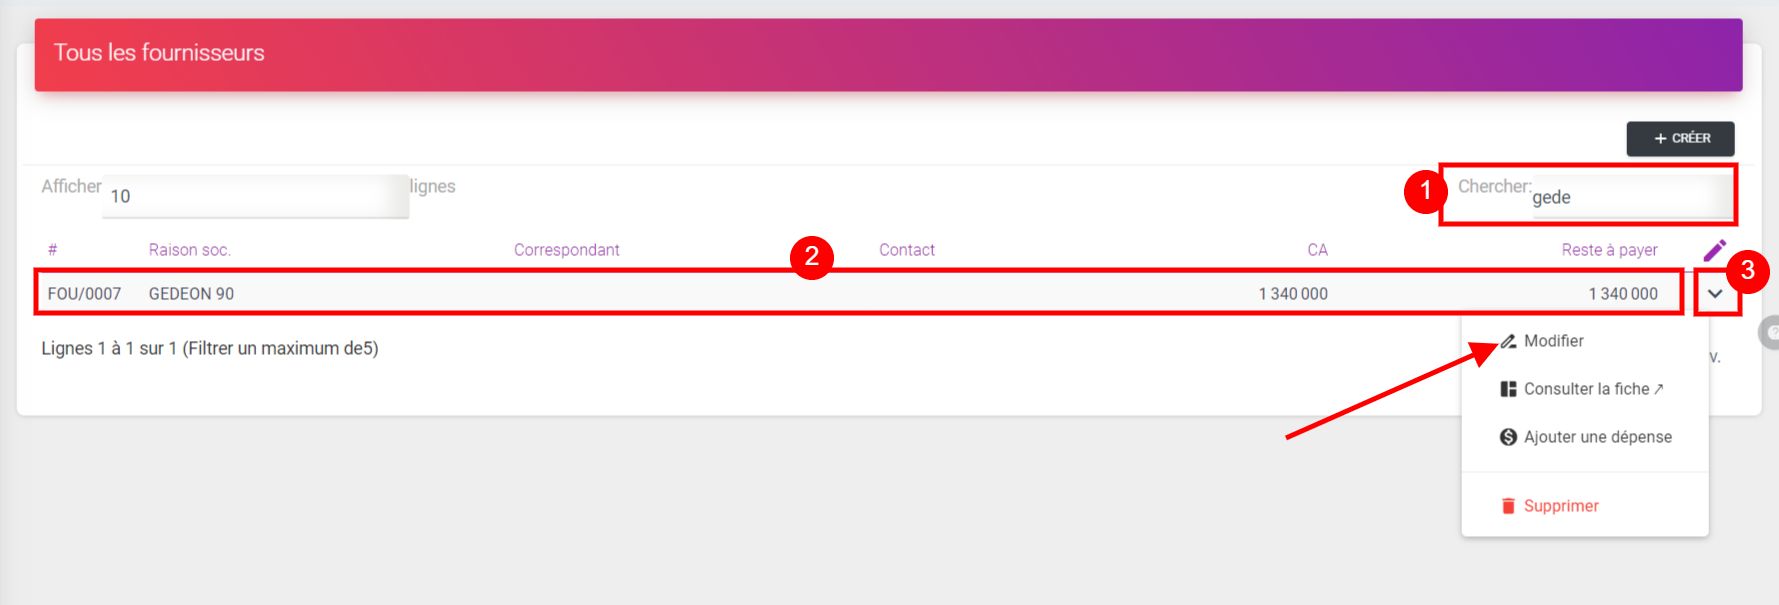 Tous les fournisseurs
+ CRÉER
Afficher 10 lignes
1 Chercher: gede
# Raison soc. Correspondant Contact CA Reste à payer
2
3
FOU/0007 GEDEON 90 1 340 000 1 340 000
Lignes 1 à 1 sur 1 (Filtrer un maximum de5)
Modifier
v.
Consulter la fiche ↗
Ajouter une dépense
Supprimer